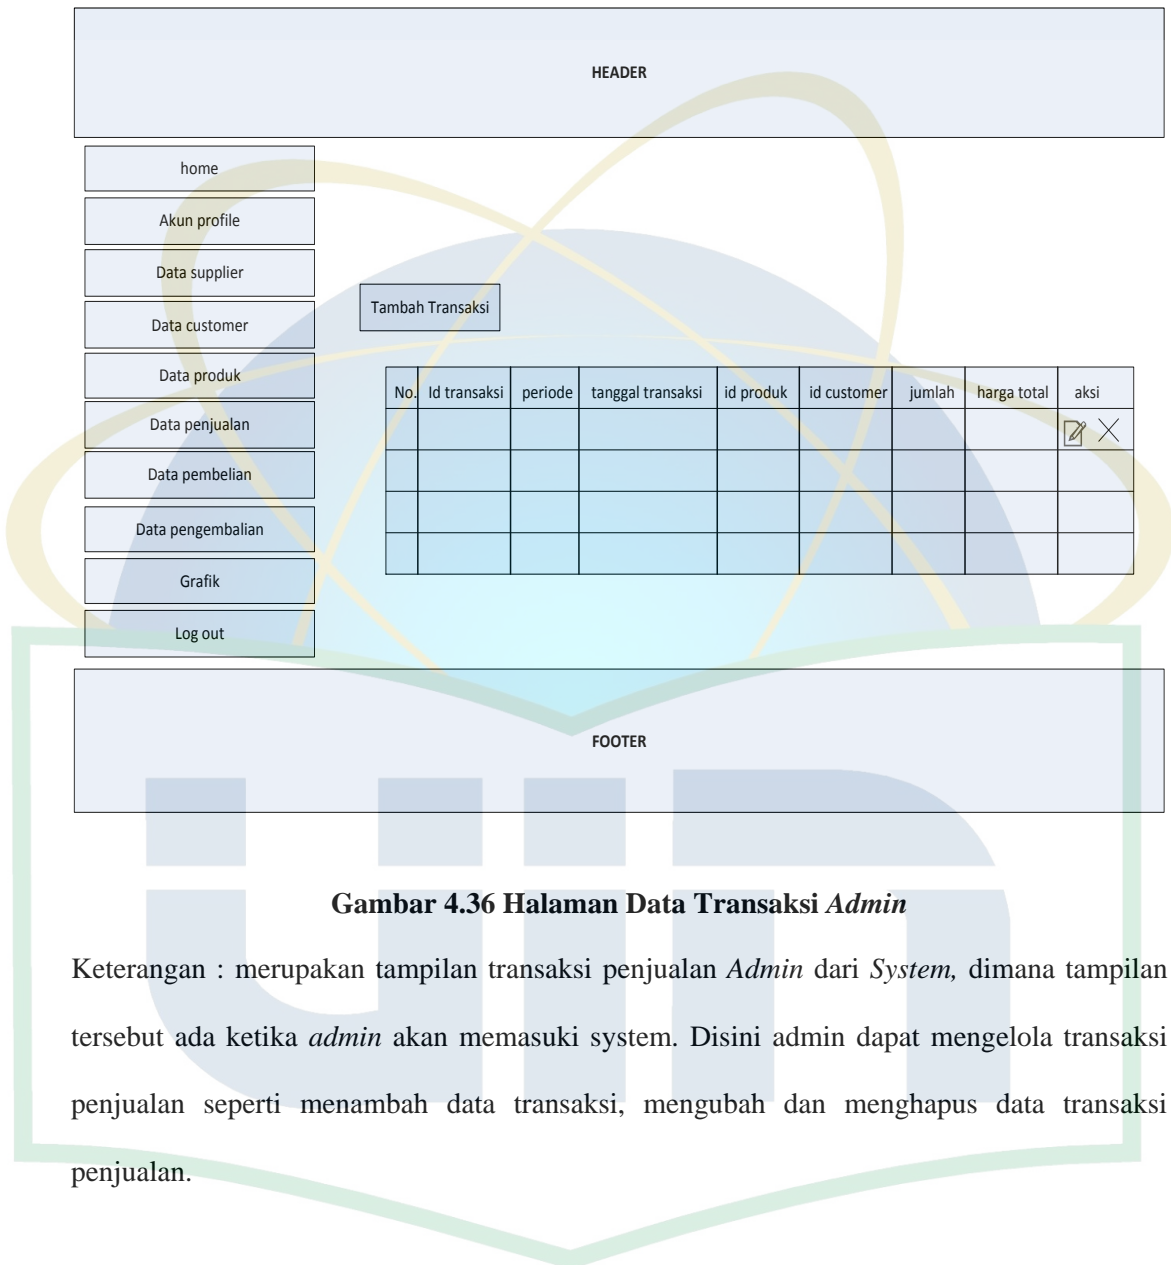 HEADER
home
Akun profile
Data supplier
Data customer
Data produk
Data penjualan
Data pembelian
Data pengembalian
Grafik
Log out
Tambah Transaksi
No. Id transaksi periode tanggal transaksi id produk id customer jumlah harga total aksi
FOOTER
uin
Gambar 4.36 Halaman Data Transaksi Admin
Keterangan : merupakan tampilan transaksi penjualan Admin dari System, dimana tampilan
tersebut ada ketika admin akan memasuki system. Disini admin dapat mengelola transaksi
penjualan seperti menambah data transaksi, mengubah dan menghapus data transaksi
penjualan.